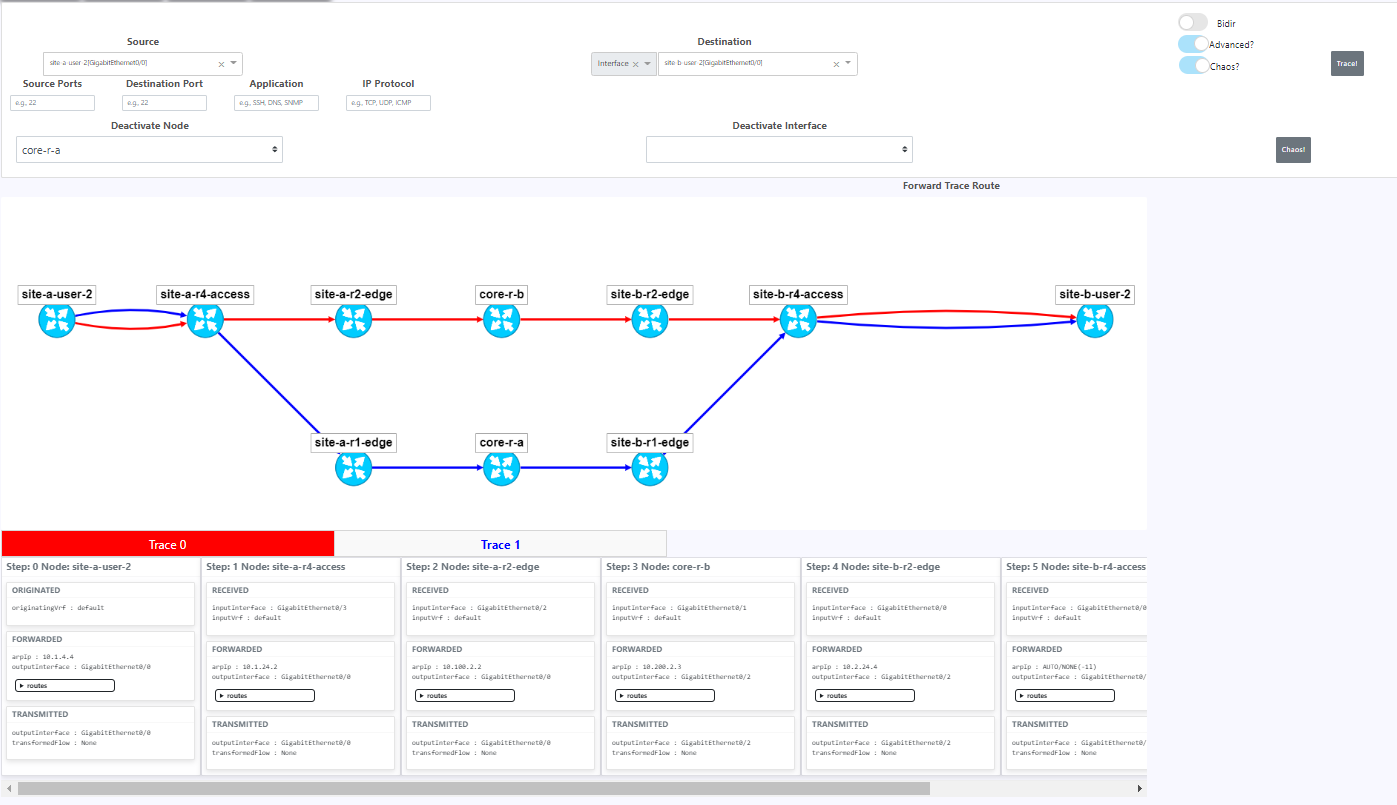 Bidir
Source
Destination
Advanced?
site-a-user-2[GigabitEthernet0/0]
Interface
site-b-user-2[GigabitEthernet0/0]
Chaos?
Trace!
Source Ports
Destination Port
Application
IP Protocol
e.g., 22
e.g., 22
e.g., SSH, DNS, SNMP
e.g., TCP, UDP, ICMP
Deactivate Node
Deactivate Interface
core-r-a
Chaos!
Forward Trace Route
site-a-user-2
site-a-r4-access
site-a-r2-edge
core-r-b
site-b-r2-edge
site-b-r4-access
site-b-user-2
site-a-r1-edge
core-r-a
site-b-r1-edge
Trace 0
Trace 1
Step: 0 Node: site-a-user-2
ORIGINATED
originatingVrf : default
FORWARDED
arpIp : 10.1.4.4
outputInterface : GigabitEthernet0/0
routes
TRANSMITTED
outputInterface : GigabitEthernet0/0
transformedFlow : None
Step: 1 Node: site-a-r4-access
RECEIVED
inputInterface : GigabitEthernet0/3
inputVrf : default
FORWARDED
arpIp : 10.1.24.2
outputInterface : GigabitEthernet0/0
routes
TRANSMITTED
outputInterface : GigabitEthernet0/0
transformedFlow : None
Step: 2 Node: site-a-r2-edge
RECEIVED
inputInterface : GigabitEthernet0/2
inputVrf : default
FORWARDED
arpIp : 10.100.2.2
outputInterface : GigabitEthernet0/0
routes
TRANSMITTED
outputInterface : GigabitEthernet0/0
transformedFlow : None
Step: 3 Node: core-r-b
RECEIVED
inputInterface : GigabitEthernet0/1
inputVrf : default
FORWARDED
arpIp : 10.200.2.3
outputInterface : GigabitEthernet0/2
routes
TRANSMITTED
outputInterface : GigabitEthernet0/2
transformedFlow : None
Step: 4 Node: site-b-r2-edge
RECEIVED
inputInterface : GigabitEthernet0/0
inputVrf : default
FORWARDED
arpIp : 10.2.24.4
outputInterface : GigabitEthernet0/2
routes
TRANSMITTED
outputInterface : GigabitEthernet0/2
transformedFlow : None
Step: 5 Node: site-b-r4-access
RECEIVED
inputInterface : GigabitEthernet0/0
inputVrf : default
FORWARDED
arpIp : AUTO/NONE(-1l)
outputInterface : GigabitEthernet0/
routes
TRANSMITTED
outputInterface : GigabitEthernet0/
transformedFlow : None